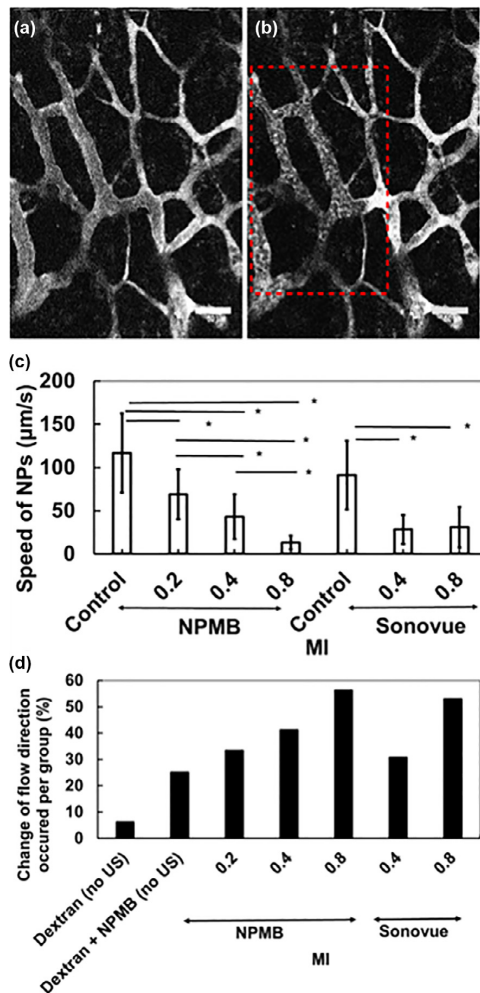 (a)
(b)
(c)
200
150
100
50
0
Speed of NPs (µm/s)
* * * * * * * *
Control 0.2 0.4 0.8 Control 0.4 0.8
NPMB Sonovue
MI
(d)
60
50
40
30
20
10
0
Change of flow direction
occured per group (%)
Dextran (no US) Dextran + NPMB (no US) 0.2 0.4 0.8 0.4 0.8
NPMB Sonovue
MI